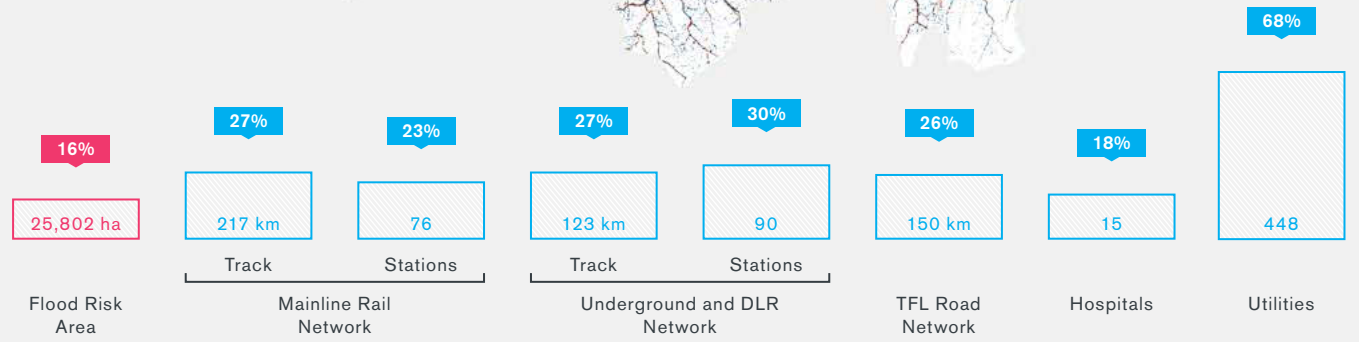 68%
27%
23%
27%
30%
26%
18%
16%
25,802 ha
217 km
76
123 km
90
150 km
15
448
Track
Stations
Track
Stations
Flood Risk
Area
Mainline Rail
Network
Underground and DLR
Network
TFL Road
Network
Hospitals
Utilities